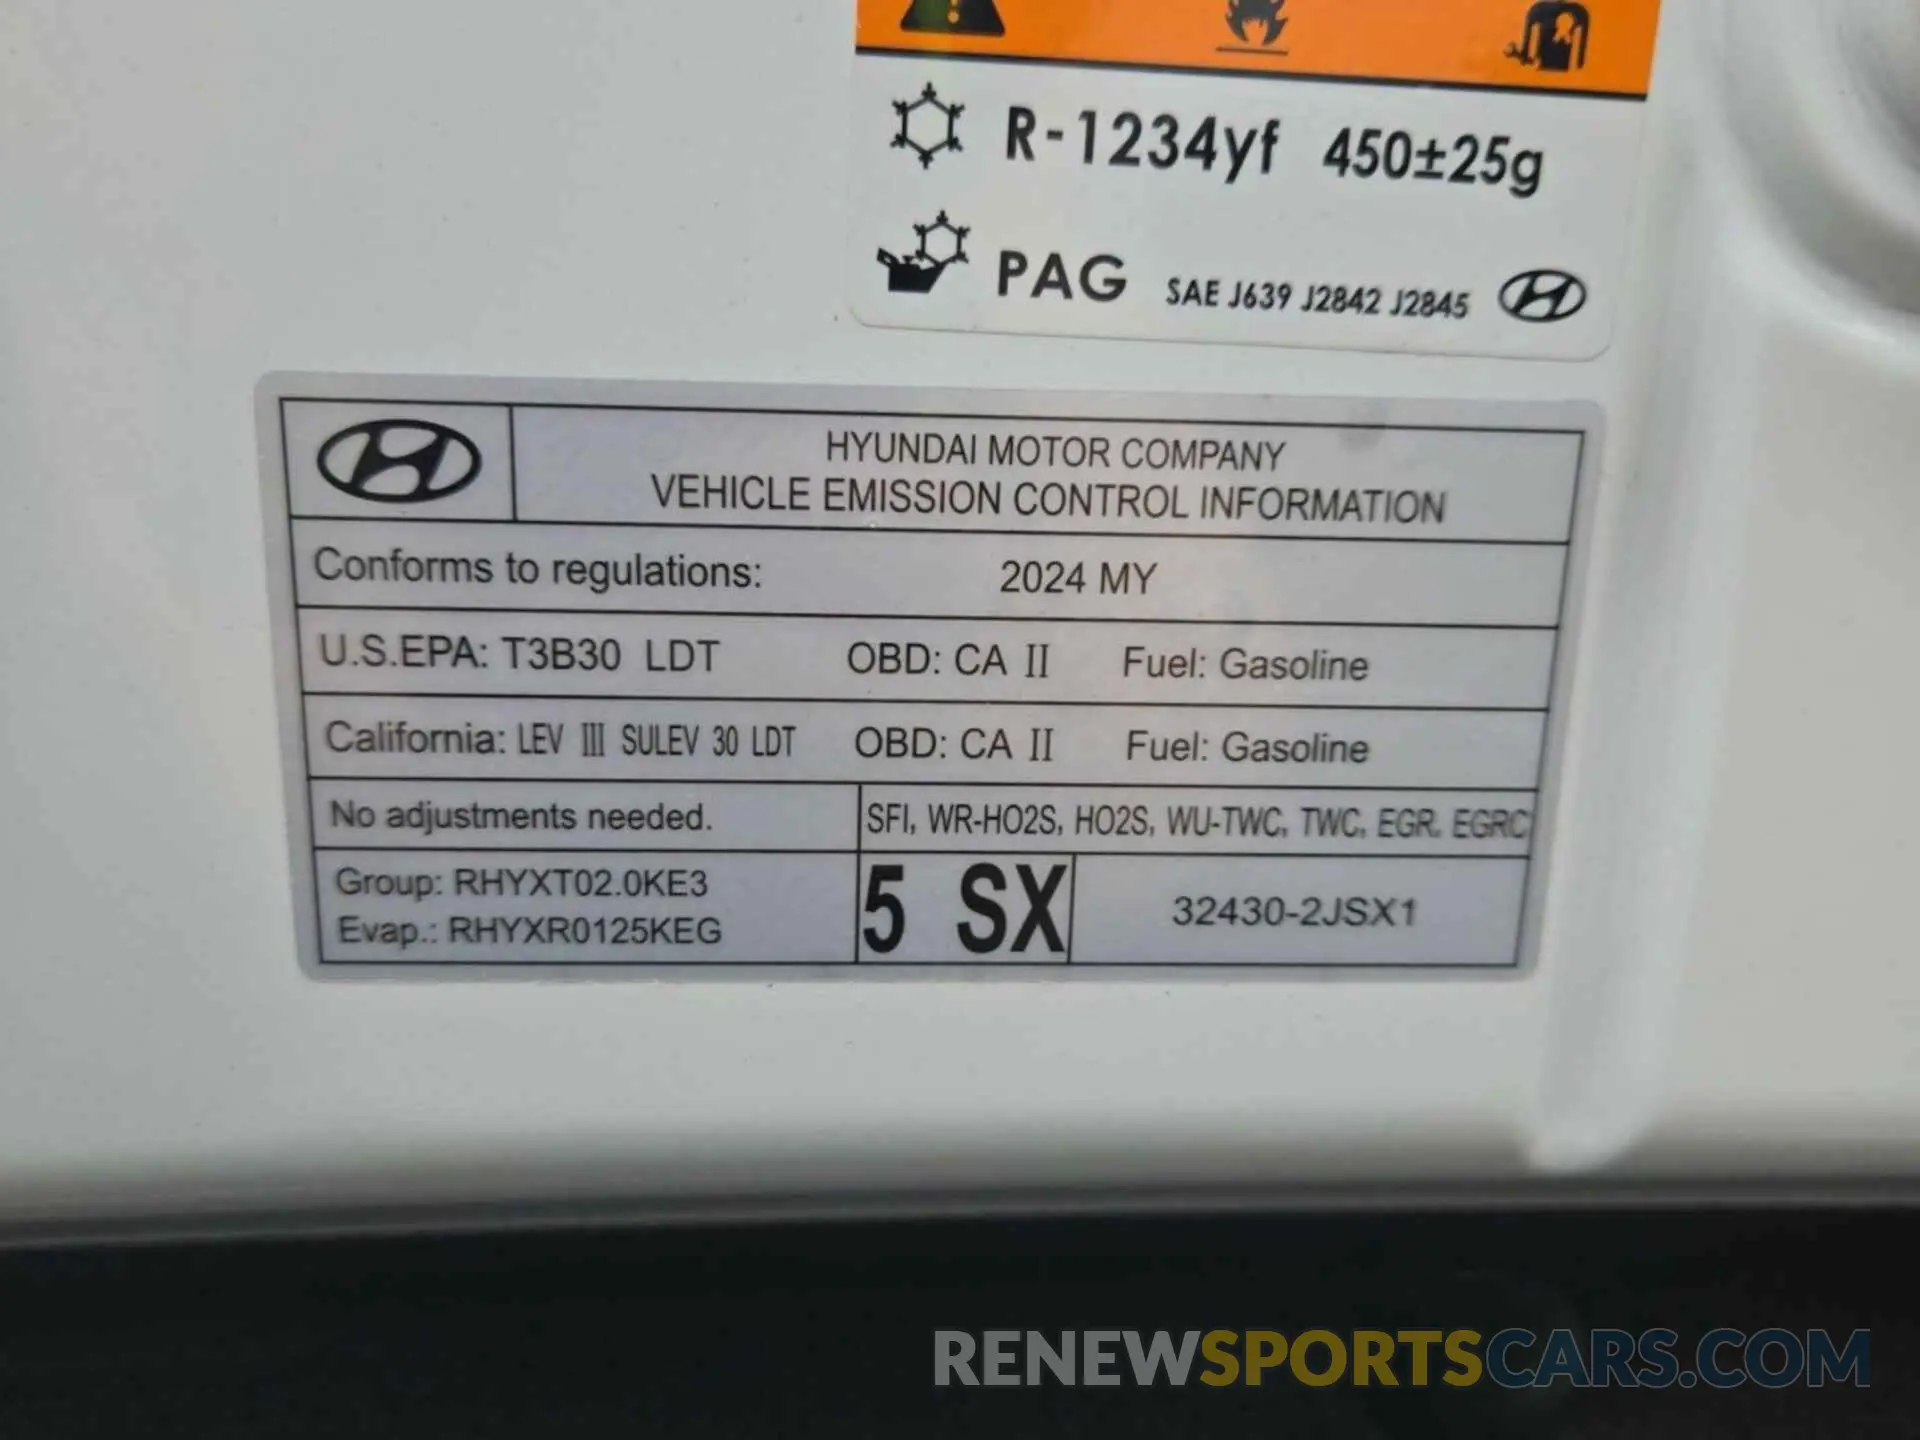 R-1234yf 450±25g
PAG SAE J639 J2842 J2845
HYUNDAI MOTOR COMPANY
VEHICLE EMISSION CONTROL INFORMATION
Conforms to regulations: 2024 MY
U.S.EPA: T3B30 LDT OBD: CA II Fuel: Gasoline
California: LEV III SULEV 30 LDT OBD: CA II Fuel: Gasoline
No adjustments needed. SFI, WR-HO2S, HO2S, WU-TWC, TWC, EGR, EGRC
Group: RHYXT02.0KE3
Evap.: RHYXR0125KEG
5 SX 32430-2JSX1
RENEWSPORTSCARS.COM